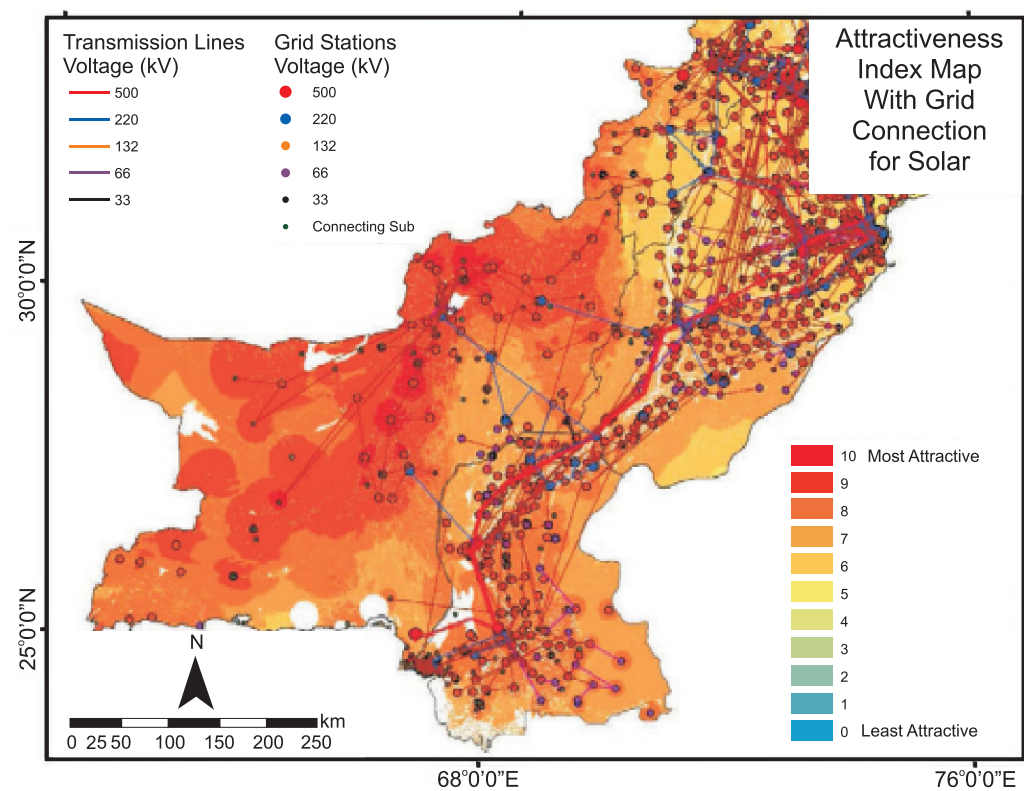 Transmission Lines
Voltage (kV)
500
220
132
66
33
Grid Stations
Voltage (kV)
500
220
132
66
33
Connecting Sub
Attractiveness
Index Map
With Grid
Connection
for Solar
30°0'0"N
25°0'0"N
10 Most Attractive
9
8
7
6
5
4
3
2
1
0 Least Attractive
N
km
0 25 50 100 150 200 250
68°0'0"E
76°0'0"E